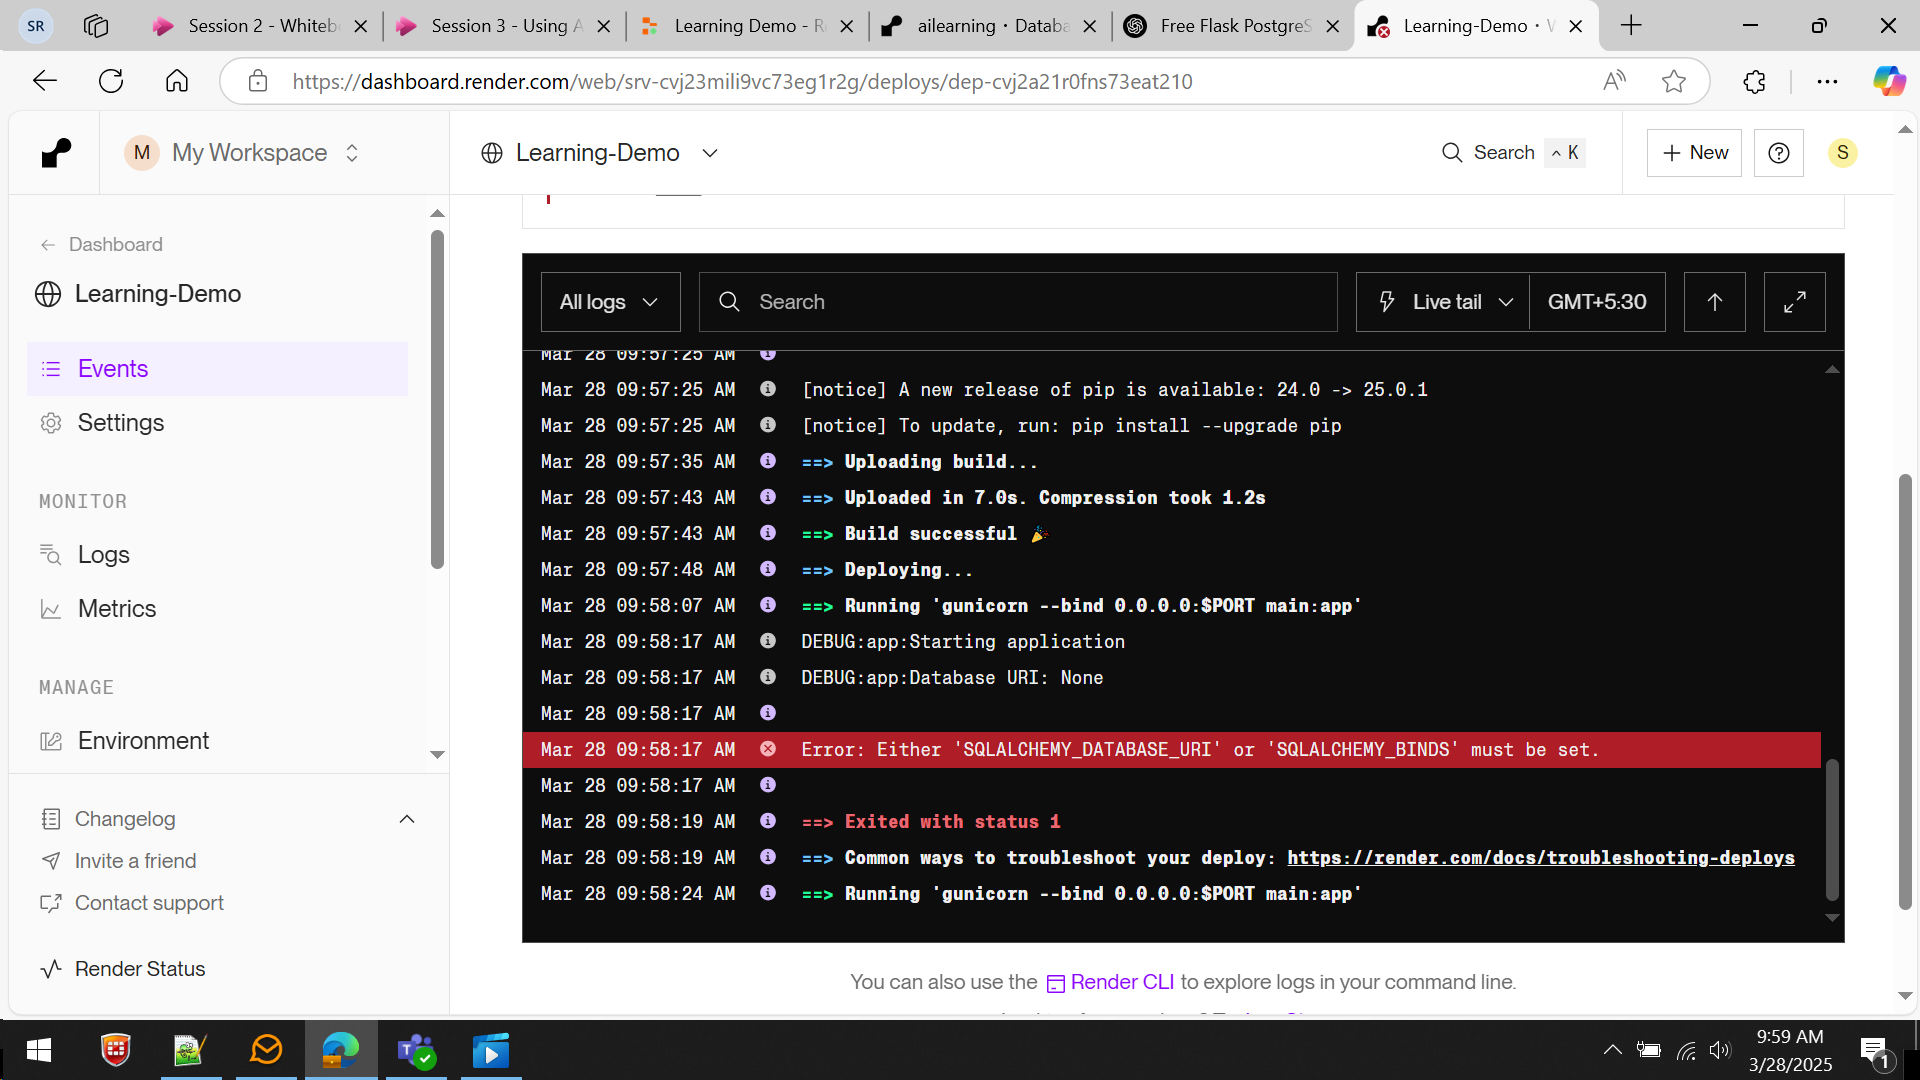 SR
Session 2 - Whitebo
Session 3 - Using A
Learning Demo - Re
ailearning · Databa
Free Flask PostgreS
Learning-Demo · W
https://dashboard.render.com/web/srv-cvj23mili9vc73eg1r2g/deploys/dep-cvj2a21r0fns73eat210
M My Workspace
Learning-Demo
Search ^ K
+ New
S
← Dashboard
Learning-Demo
Events
Settings
MONITOR
Logs
Metrics
MANAGE
Environment
Changelog
Invite a friend
Contact support
Render Status
All logs
Search
Live tail
GMT+5:30
Mar 28 09:57:25 AM
Mar 28 09:57:25 AM [notice] A new release of pip is available: 24.0 -> 25.0.1
Mar 28 09:57:25 AM [notice] To update, run: pip install --upgrade pip
Mar 28 09:57:35 AM ==> Uploading build...
Mar 28 09:57:43 AM ==> Uploaded in 7.0s. Compression took 1.2s
Mar 28 09:57:43 AM ==> Build successful 🎉
Mar 28 09:57:48 AM ==> Deploying...
Mar 28 09:58:07 AM ==> Running 'gunicorn --bind 0.0.0.0:$PORT main:app'
Mar 28 09:58:17 AM DEBUG:app:Starting application
Mar 28 09:58:17 AM DEBUG:app:Database URI: None
Mar 28 09:58:17 AM
Mar 28 09:58:17 AM Error: Either 'SQLALCHEMY_DATABASE_URI' or 'SQLALCHEMY_BINDS' must be set.
Mar 28 09:58:17 AM
Mar 28 09:58:19 AM ==> Exited with status 1
Mar 28 09:58:19 AM ==> Common ways to troubleshoot your deploy: https://render.com/docs/troubleshooting-deploys
Mar 28 09:58:24 AM ==> Running 'gunicorn --bind 0.0.0.0:$PORT main:app'
You can also use the Render CLI to explore logs in your command line.
9:59 AM
3/28/2025
1